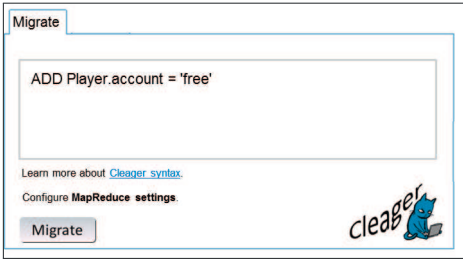 Migrate
ADD Player.account = 'free'
Learn more about Cleager syntax.
Configure MapReduce settings.
Migrate
cleager